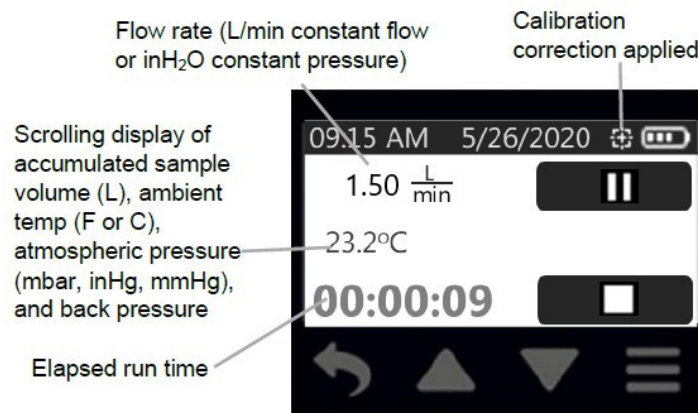 Flow rate (L/min constant flow
or inH₂O constant pressure)
Calibration
correction applied
Scrolling display of
accumulated sample
volume (L), ambient
temp (F or C),
atmospheric pressure
(mbar, inHg, mmHg),
and back pressure
Elapsed run time
09:15 AM 5/26/2020
1.50 L/min
23.2°C
00:00:09